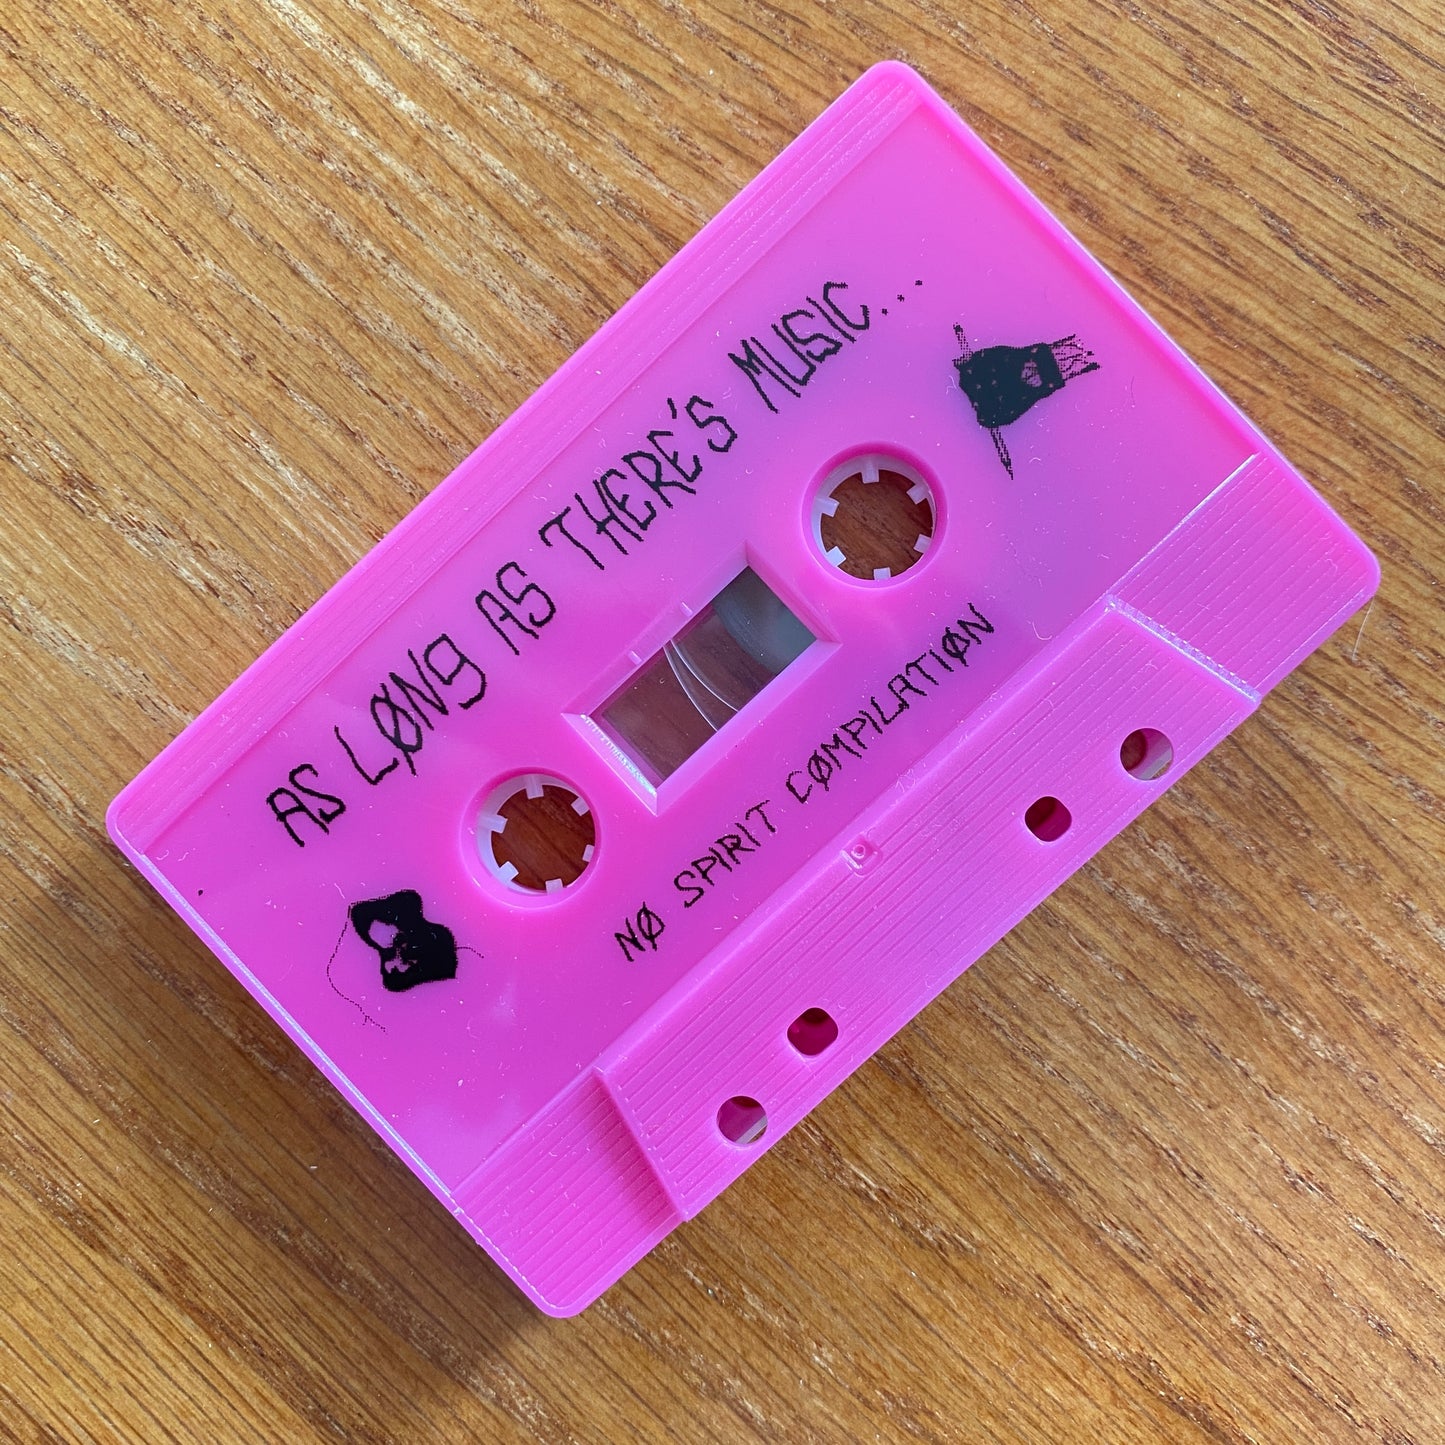 AS LØNg AS THERE'S MUSIC...
NØ SPIRIT CØMPILATIØN